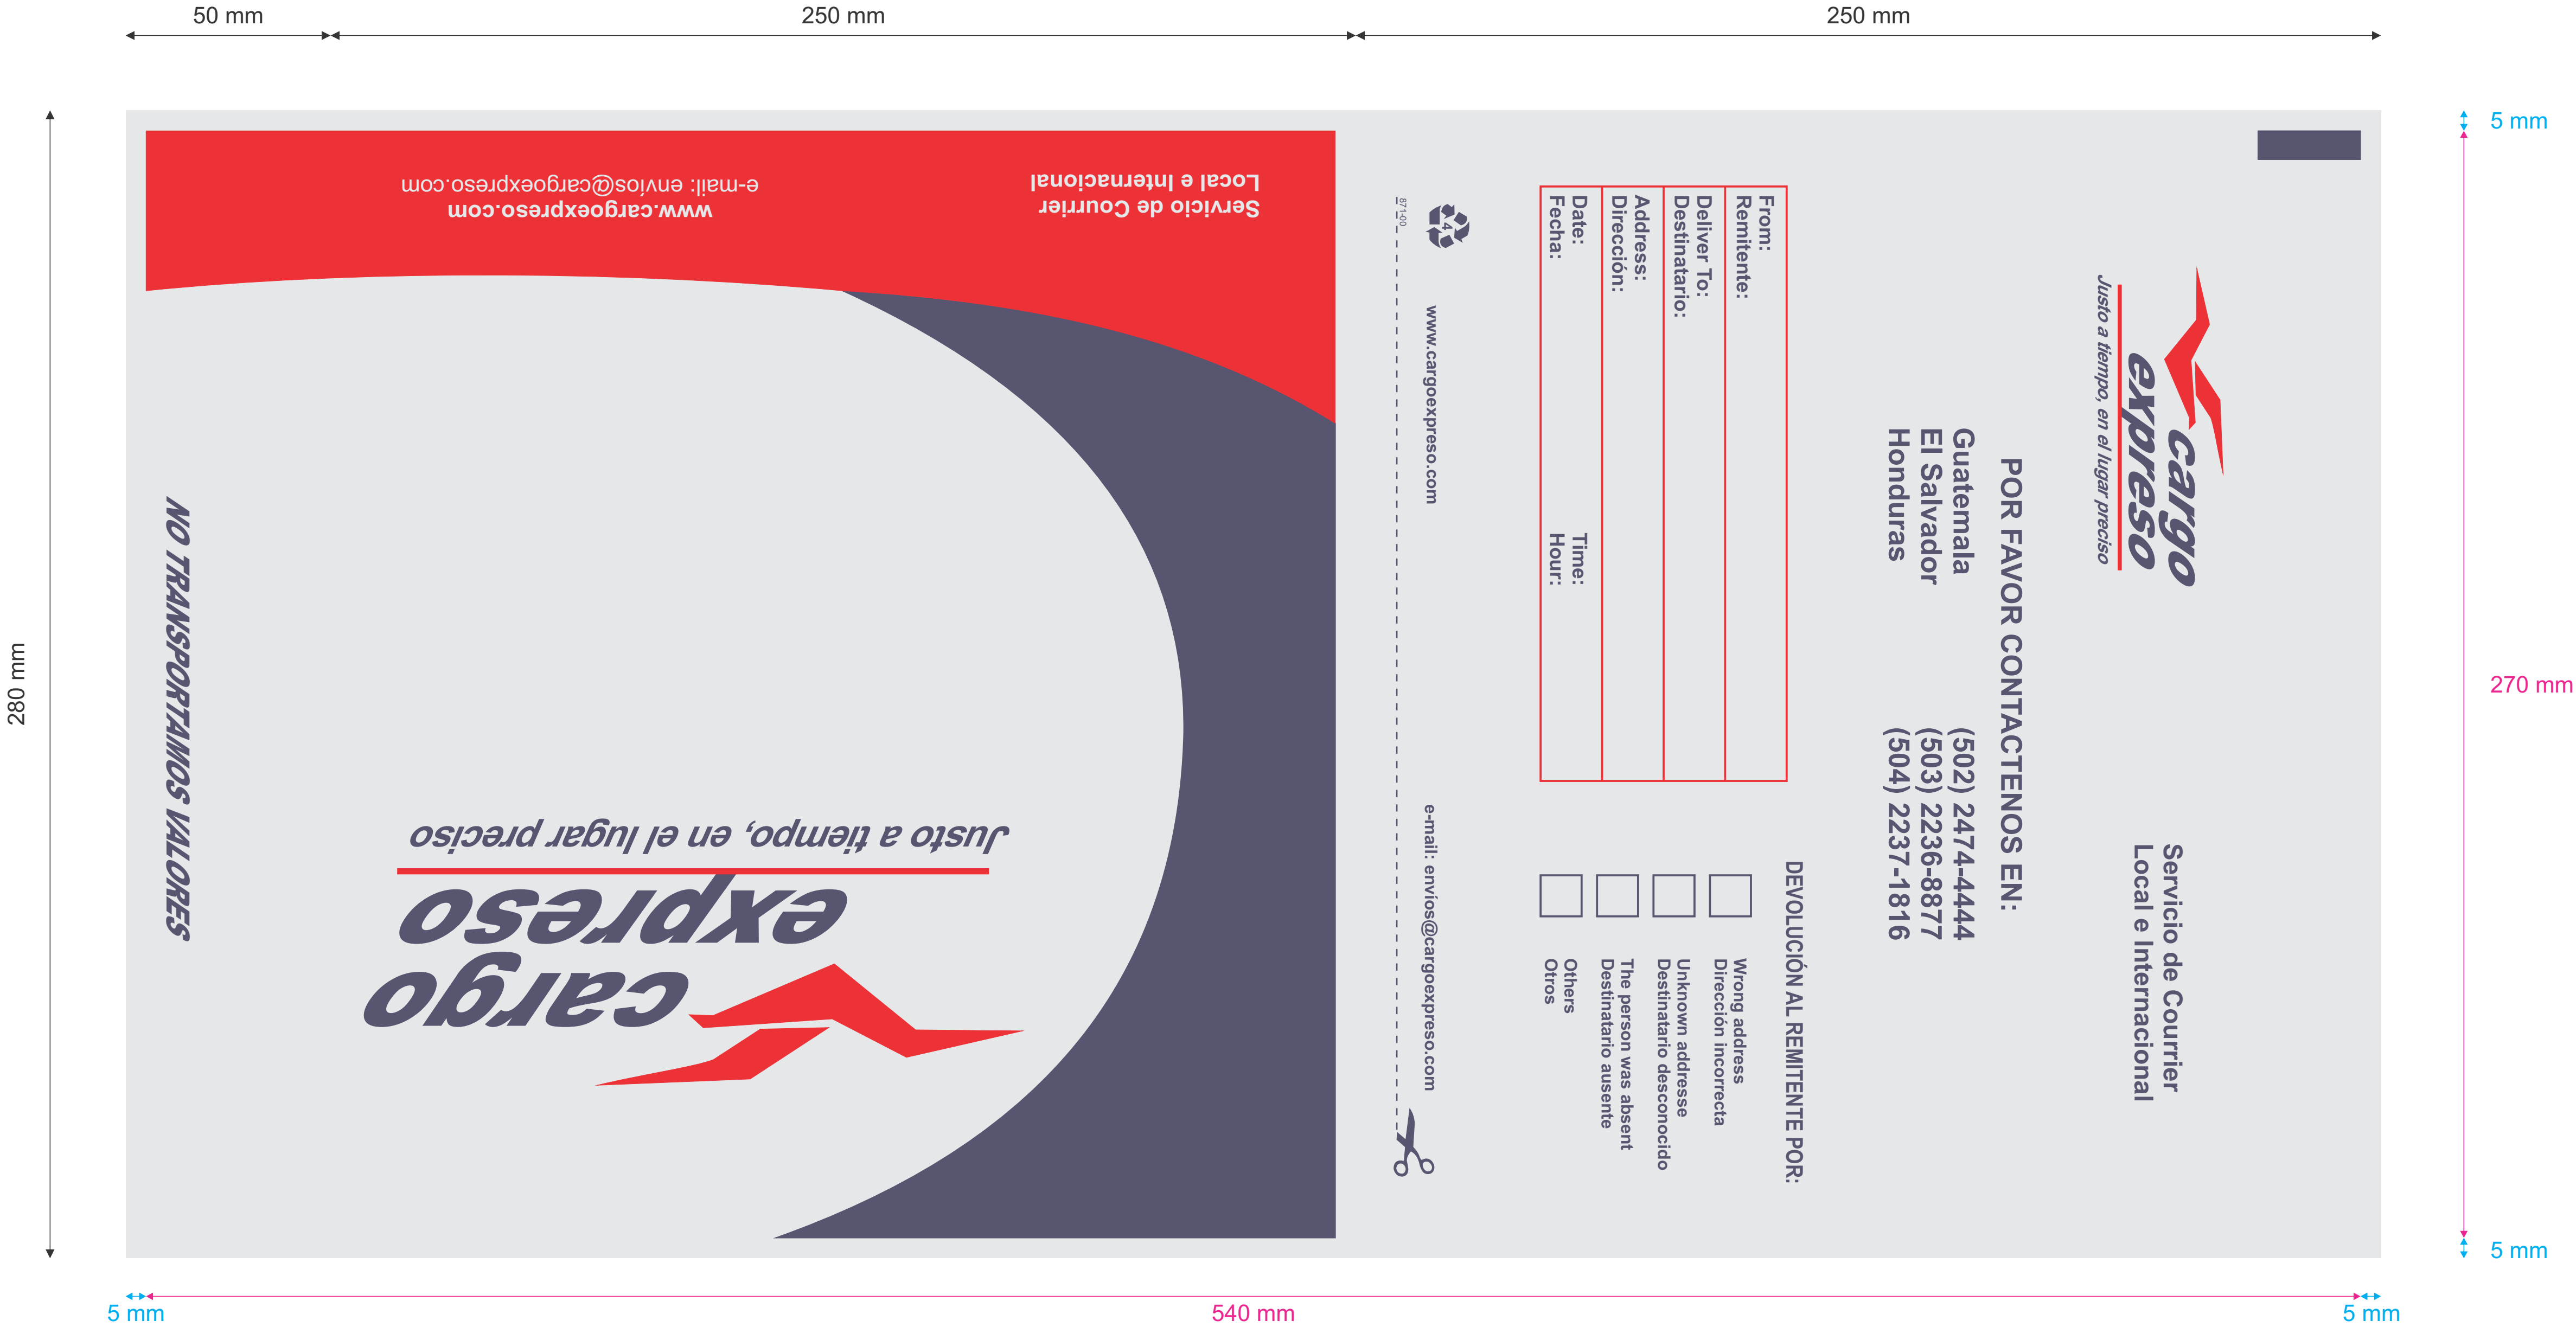 50 mm
250 mm
250 mm
280 mm
5 mm
270 mm
5 mm
5 mm
540 mm
5 mm
Servicio de Courrier
Local e Internacional
www.cargoexpreso.com
e-mail: envíos@cargoexpreso.com
cargo
expreso
Justo a tiempo, en el lugar preciso
NO TRANSPORTAMOS VALORES
cargo
expreso
Justo a tiempo, en el lugar preciso
Servicio de Courrier
Local e Internacional
POR FAVOR CONTACTENOS EN:
Guatemala (502) 2474-4444
El Salvador (503) 2236-8877
Honduras (504) 2237-1816
From:
Remitente:
Deliver To:
Destinatario:
Address:
Dirección:
Date: Time:
Fecha: Hour:
DEVOLUCIÓN AL REMITENTE POR:
Wrong address
Dirección incorrecta
Unknown addresse
Destinatario desconocido
The person was absent
Destinatario ausente
Others
Otros
4
www.cargoexpreso.com e-mail: envíos@cargoexpreso.com
871-00